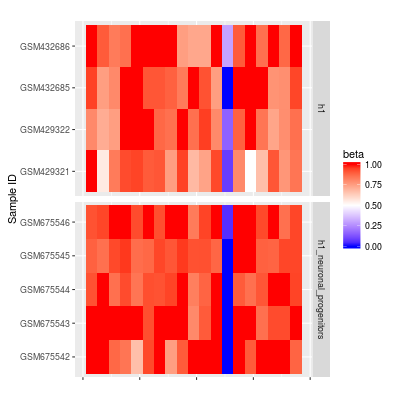 GSM432686
GSM432685
GSM429322
GSM429321
h1
GSM675546
GSM675545
GSM675544
GSM675543
GSM675542
h1_neuronal_progenitors
Sample ID
beta
1.00
0.75
0.50
0.25
0.00